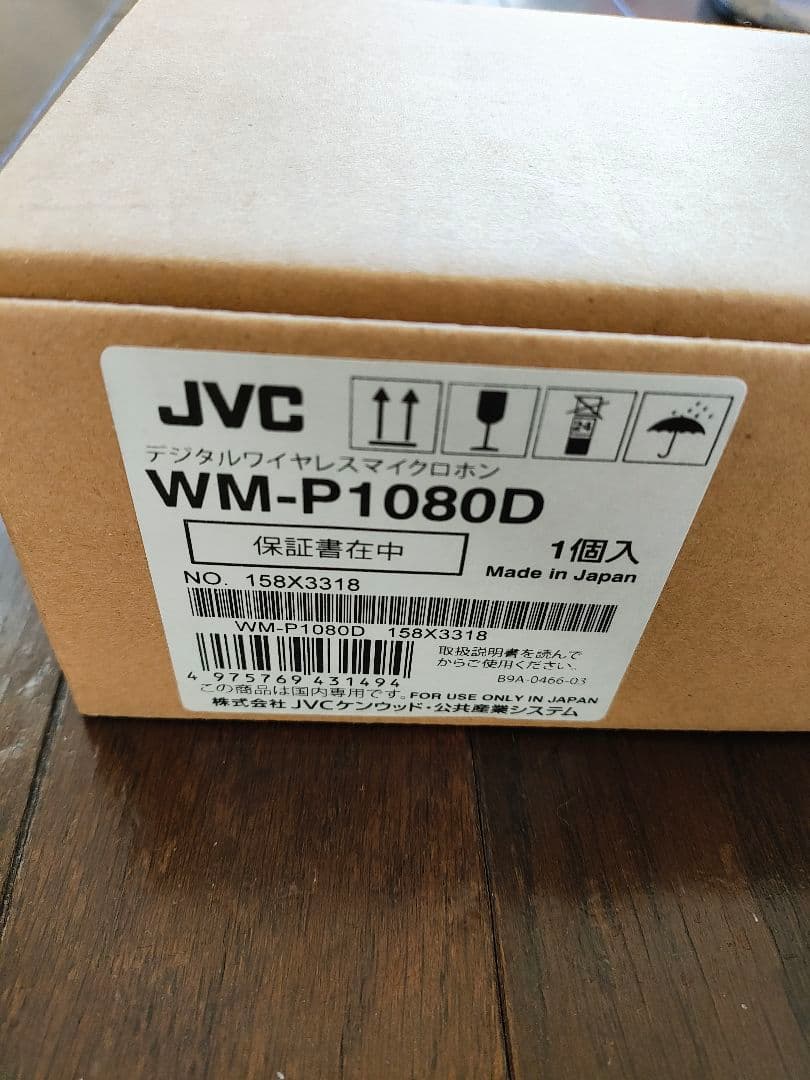 JVC
24
デジタルワイヤレスマイクロホン
WM-P1080D
保証書在中
1個入
Made in Japan
NO. 158X3318
WM-P1080D 158X3318
取扱説明書を読んで
からご使用ください。
4 975769 431494
B9A-0466-03
この商品は国内専用です。FOR USE ONLY IN JAPAN
株式会社 JVCケンウッド・公共産業システム